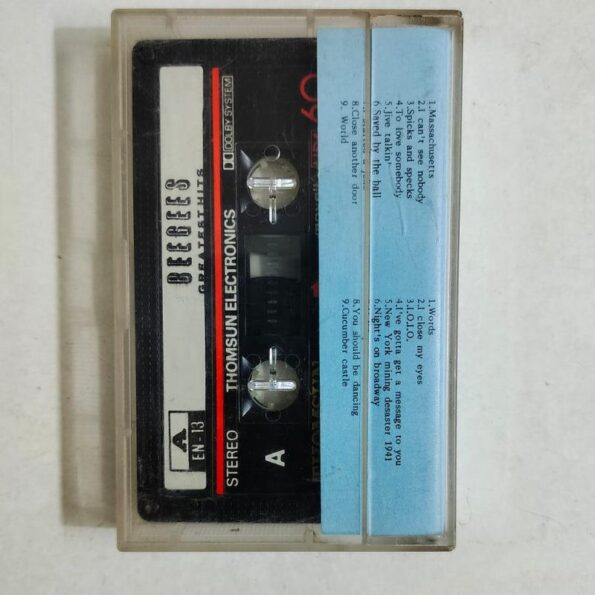 1.Massachusetts
2.I can't see nobody
3.Spicks and specks
4.To love somebody
5.Jive talkin'
6.Saved by the ball
8.Close another door
9. World
1.Words
2.I close my eyes
3.I.O.I.O.
4.I've gotta get a message to you
5.New York mining desaster 1941
6.Night's on broadway
8.You should be dancing
9.Cucumber castle
60
DOLBY SYSTEM
THOMSUN ELECTRONICS
STEREO
A
BEEGEES
GREATEST HITS
A
EN-13